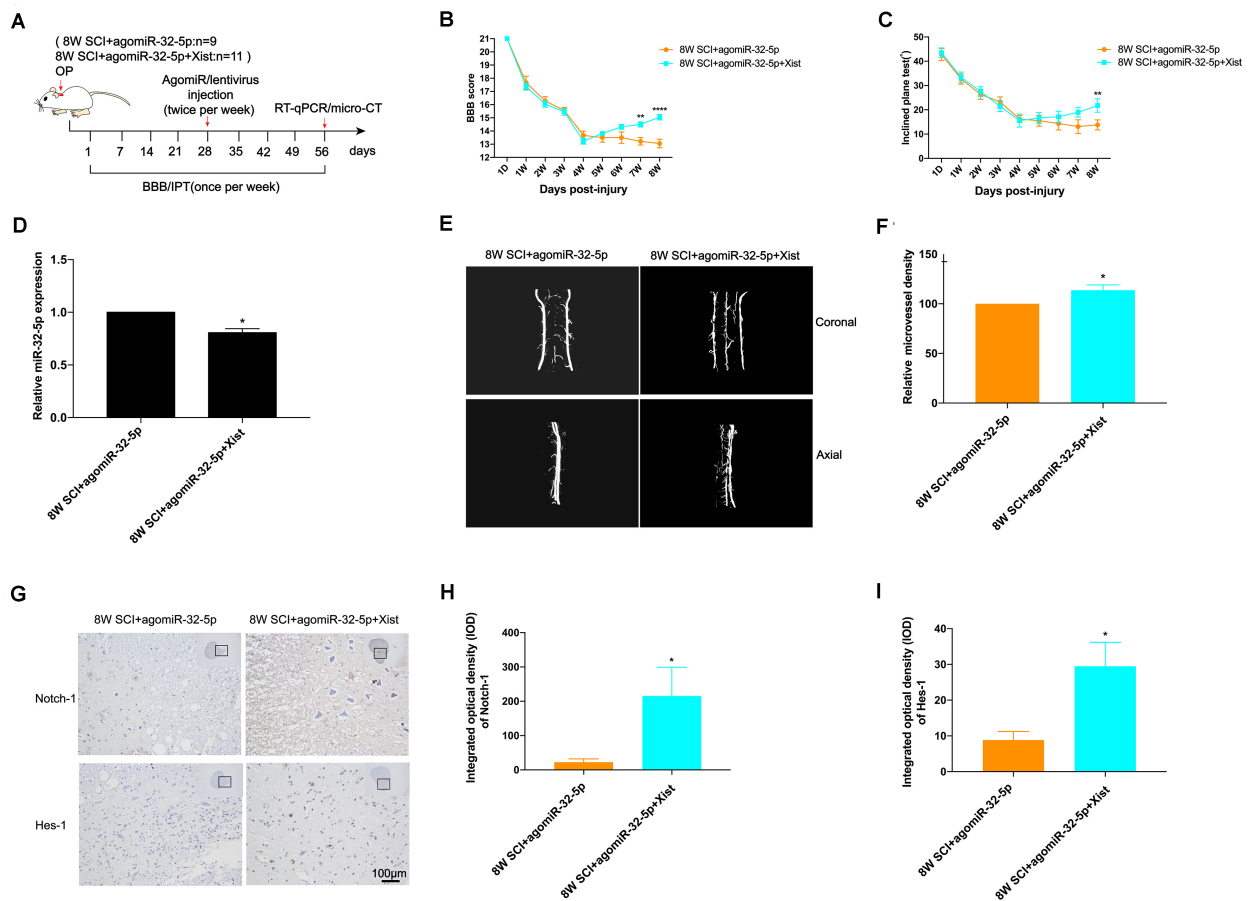 A
( 8W SCI+agomiR-32-5p:n=9
8W SCI+agomiR-32-5p+Xist:n=11 )
OP
AgomiR/lentivirus
injection
(twice per week)
RT-qPCR/micro-CT
1 7 14 21 28 35 42 49 56 days
BBB/IPT(once per week)
B
8W SCI+agomiR-32-5p
8W SCI+agomiR-32-5p+Xist
BBB score
21
20
19
18
17
16
15
14
13
12
**
****
1D 1W 2W 3W 4W 5W 6W 7W 8W
Days post-injury
C
8W SCI+agomiR-32-5p
8W SCI+agomiR-32-5p+Xist
Inclined plane test(°)
50
40
30
20
10
0
**
1D 1W 2W 3W 4W 5W 6W 7W 8W
Days post-injury
D
Relative miR-32-5p expression
1.5
1.0
0.5
0.0
*
8W SCI+agomiR-32-5p
8W SCI+agomiR-32-5p+Xist
E
8W SCI+agomiR-32-5p
8W SCI+agomiR-32-5p+Xist
Coronal
Axial
F
Relative microvessel density
150
100
100
50
0
*
8W SCI+agomiR-32-5p
8W SCI+agomiR-32-5p+Xist
G
8W SCI+agomiR-32-5p
8W SCI+agomiR-32-5p+Xist
Notch-1
Hes-1
100μm
H
Integrated optical density (IOD)
of Notch-1
400
300
200
100
0
*
8W SCI+agomiR-32-5p
8W SCI+agomiR-32-5p+Xist
I
Integrated optical density (IOD)
of Hes-1
40
30
20
10
0
*
8W SCI+agomiR-32-5p
8W SCI+agomiR-32-5p+Xist